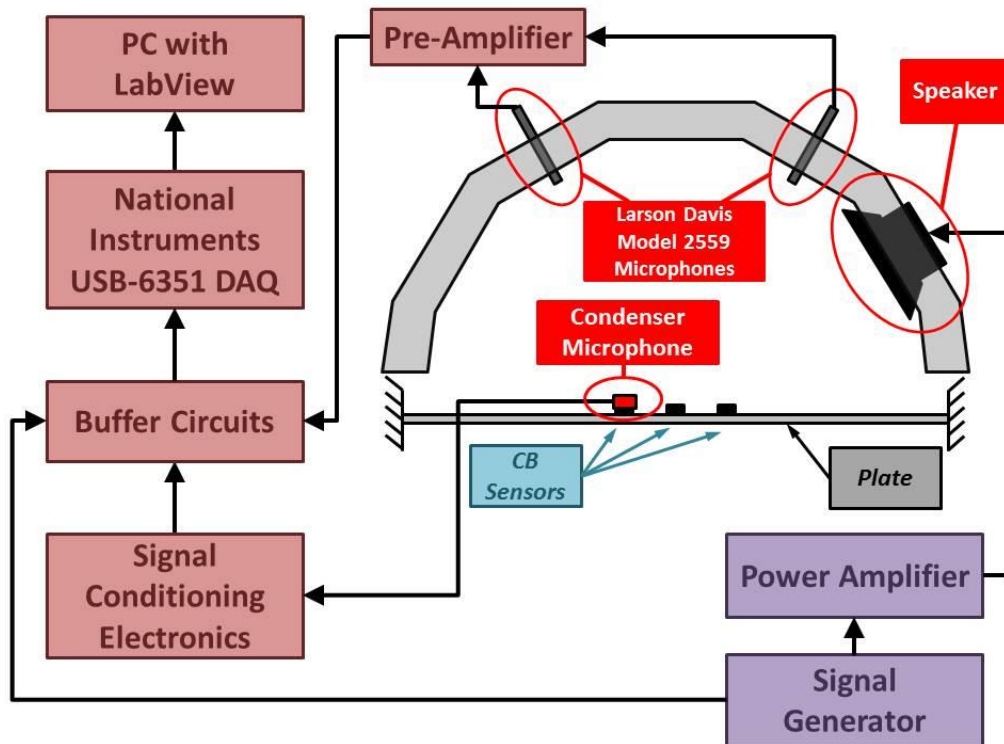 PC with
LabView
Pre-Amplifier
Speaker
National
Instruments
USB-6351 DAQ
Larson Davis
Model 2559
Microphones
Condenser
Microphone
Buffer Circuits
CB
Sensors
Plate
Signal
Conditioning
Electronics
Power Amplifier
Signal
Generator